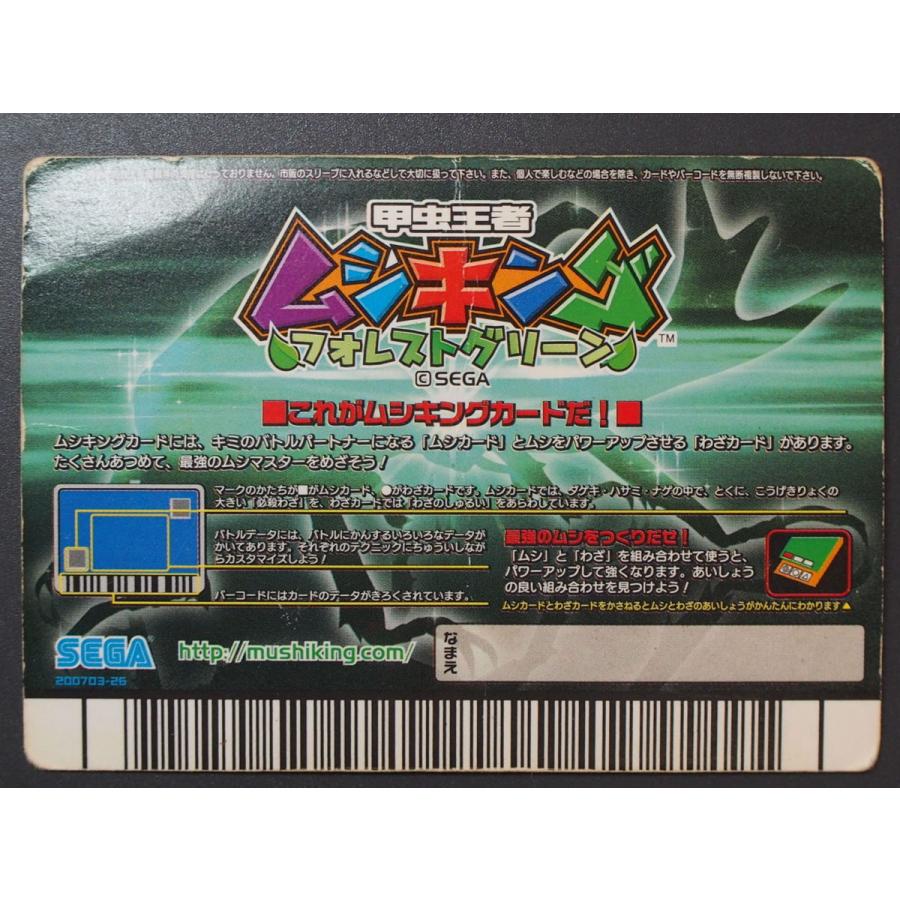 とっておりません。市販のスリーブに入れるなどして大切に扱って下さい。また、個人で楽しむなどの場合を除き、カードやバーコードを無断複製しないで下さい。
甲虫王者
ムシキング
TM
フォレストグリーン
©SEGA
■これがムシキングカードだ！■
ムシキングカードには、キミのバトルパートナーになる「ムシカード」とムシをパワーアップさせる「わざカード」があります。
たくさんあつめて、最強のムシマスターをめざそう！
マークのかたちが■がムシカード、●がわざカードです。ムシカードでは、ダゲキ・ハサミ・ナゲの中で、とくに、こうげきりょくの
大きい「必殺わざ」を、わざカードでは「わざのしゅるい」をあらわしています。
バトルデータには、バトルにかんするいろいろなデータが
かいてあります。それぞれのテクニックにちゅういしなが
らカスタマイズしよう！
バーコードにはカードのデータがきろくされています。
最強のムシをつくりだせ！
「ムシ」と「わざ」を組み合わせて使うと、
パワーアップして強くなります。あいしょう
の良い組み合わせを見つけよう！
ムシカードとわざカードをかさねるとムシとわざのあいしょうがかんたんにわかります▲
SEGA
200703-26
http://mushiking.com/
なまえ